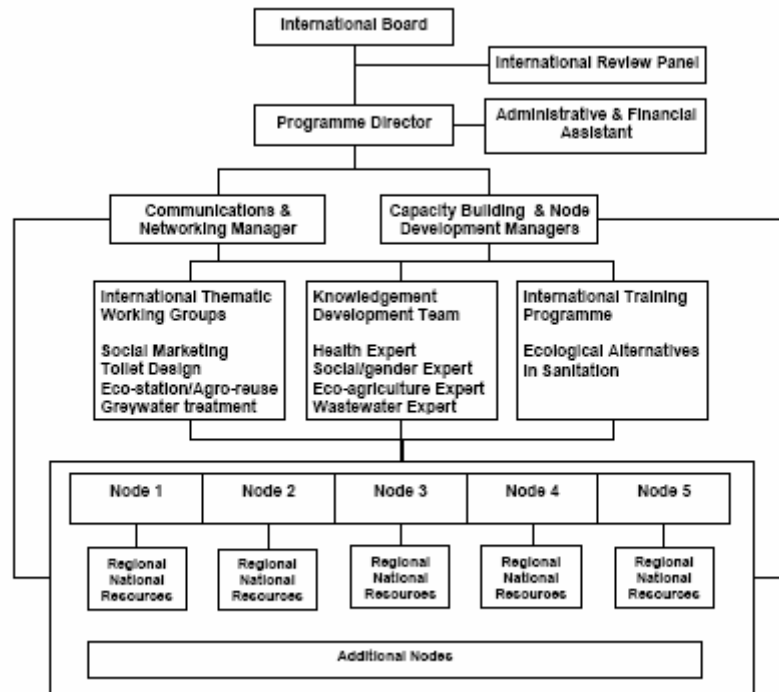 International Board
International Review Panel
Programme Director
Administrative & Financial
Assistant
Communications &
Networking Manager
Capacity Building & Node
Development Managers
International Thematic
Working Groups
Social Marketing
Toilet Design
Eco-station/Agro-reuse
Greywater treatment
Knowledgement
Development Team
Health Expert
Social/gender Expert
Eco-agriculture Expert
Wastewater Expert
International Training
Programme
Ecological Alternatives
in Sanitation
Node 1
Node 2
Node 3
Node 4
Node 5
Regional
National
Resources
Regional
National
Resources
Regional
National
Resources
Regional
National
Resources
Regional
National
Resources
Additional Nodes